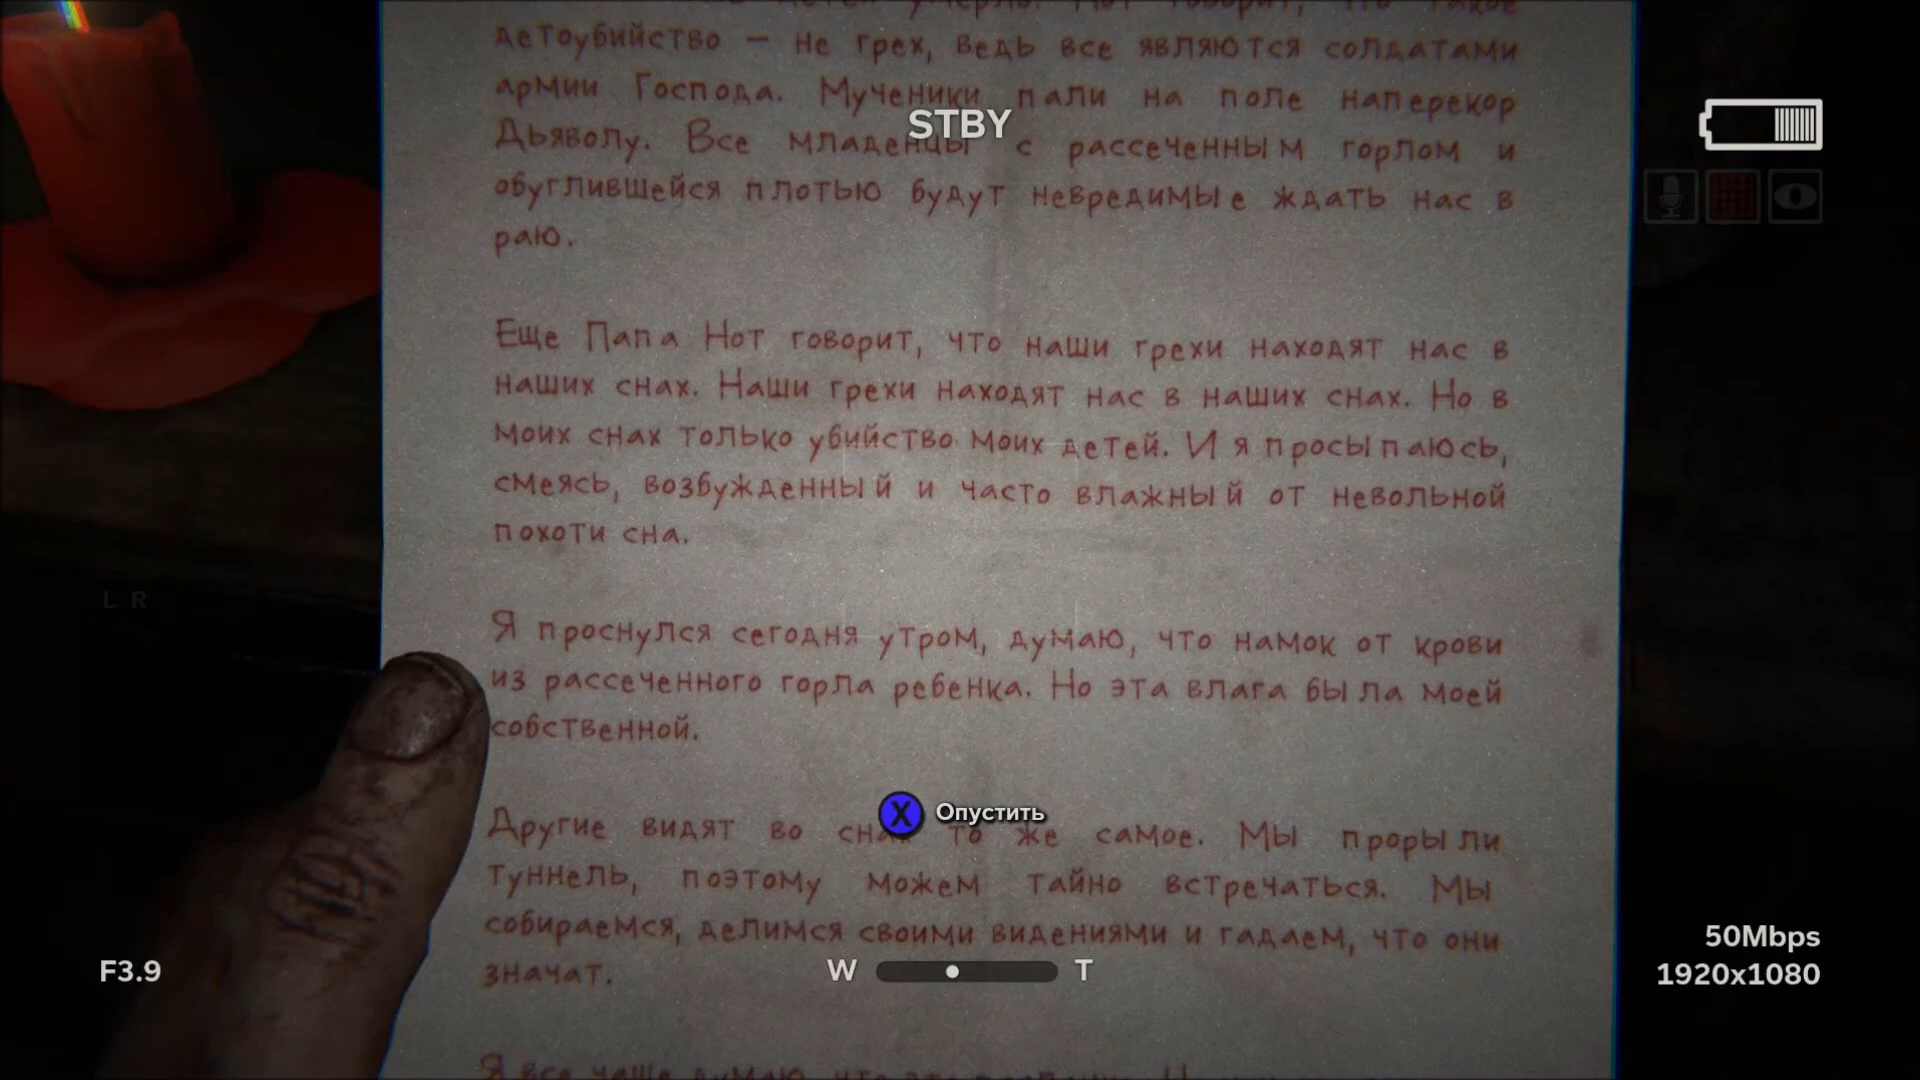 детоубийство — не грех, ведь все являются солдатами
армии Господа. Мученики пали на поле наперекор
STBY
Дьяволу. Все младенцы с рассеченным горлом и
обуглившейся плотью будут невредимые ждать нас в
раю.
Еще Папа Нот говорит, что наши грехи находят нас в
наших снах. Наши грехи находят нас в наших снах. Но в
моих снах только убийство моих детей. И я просыпаюсь,
смеясь, возбужденный и часто влажный от невольной
похоти сна.
L R
Я проснулся сегодня утром, думаю, что намок от крови
из рассеченного горла ребенка. Но эта влага была моей
собственной.
X Опустить
Другие видят во снах то же самое. Мы прорыли
туннель, поэтому можем тайно встречаться. Мы
собираемся, делимся своими видениями и гадаем, что они
значат.
50Mbps
F3.9
W T
1920x1080
Я все чаще думаю, что